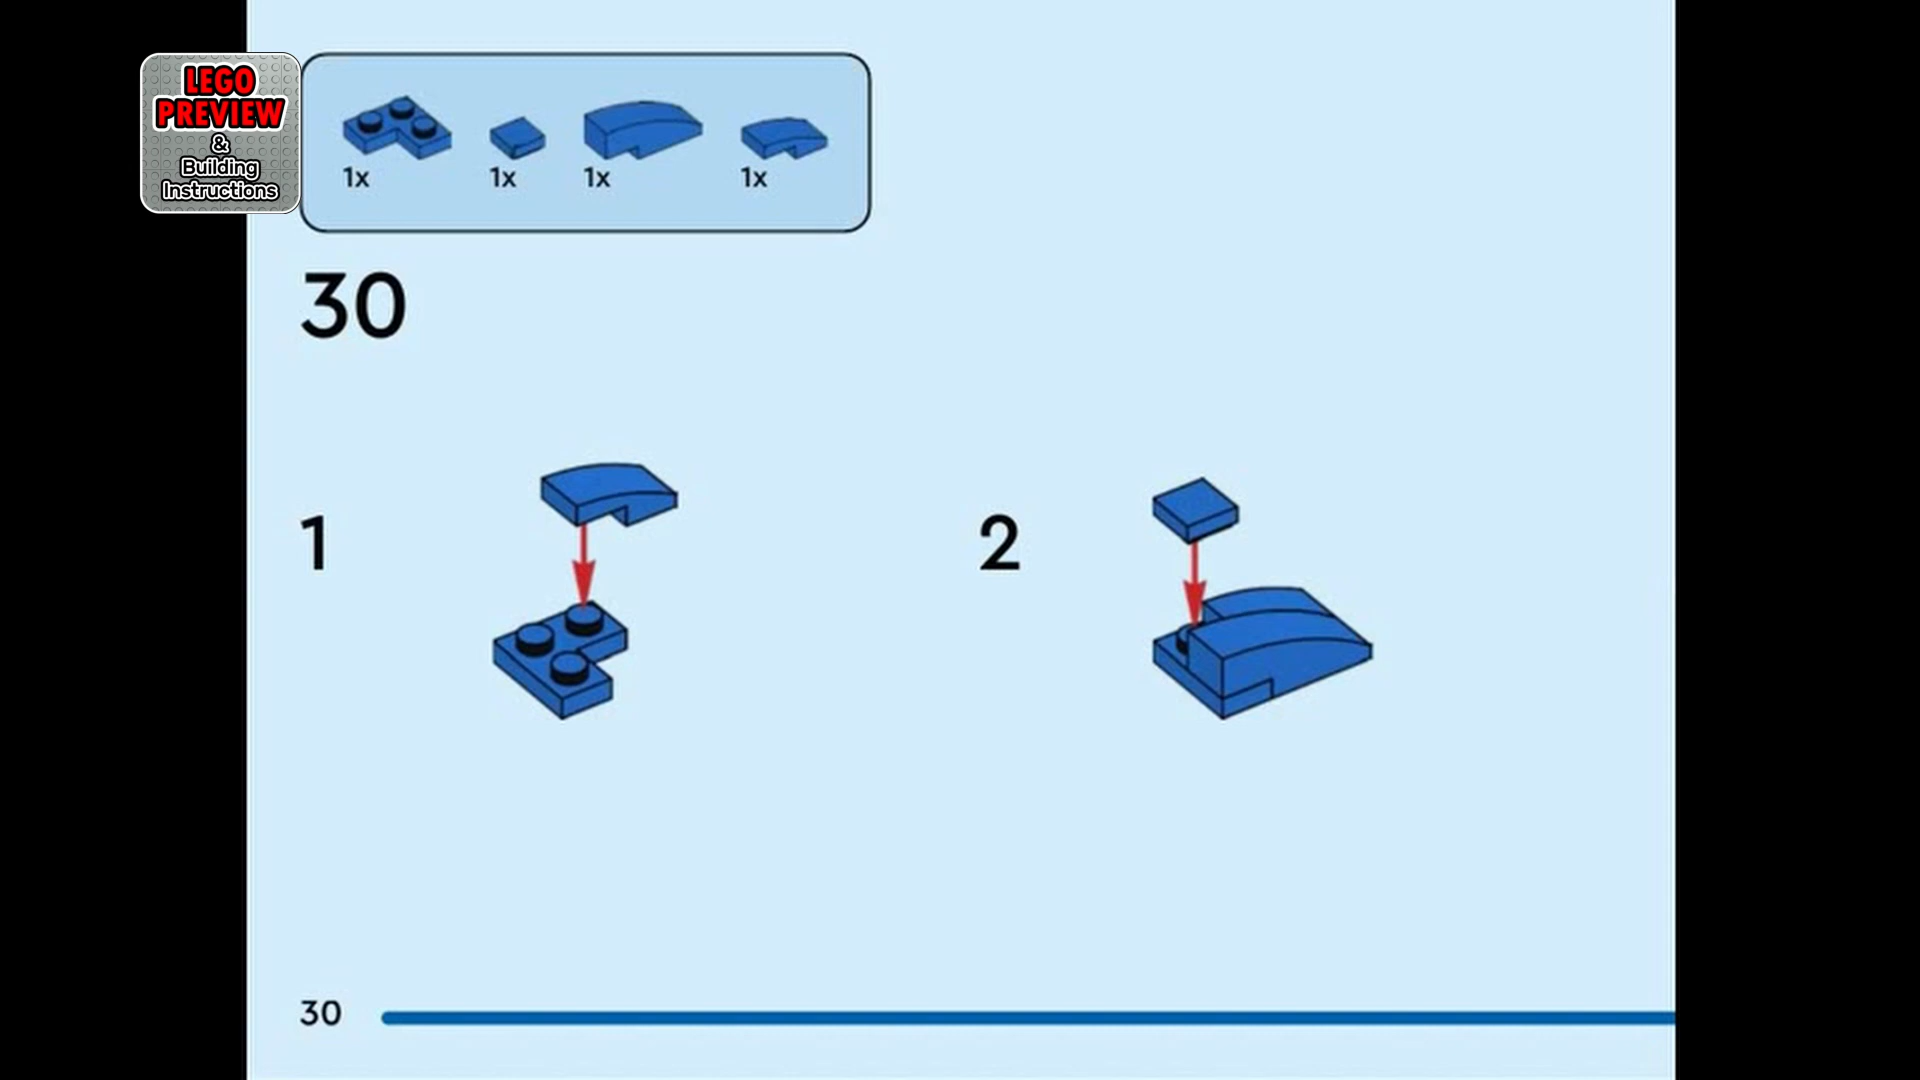 LEGO
PREVIEW
&
Building
Instructions
1x 1x 1x 1x
30
1 2
30